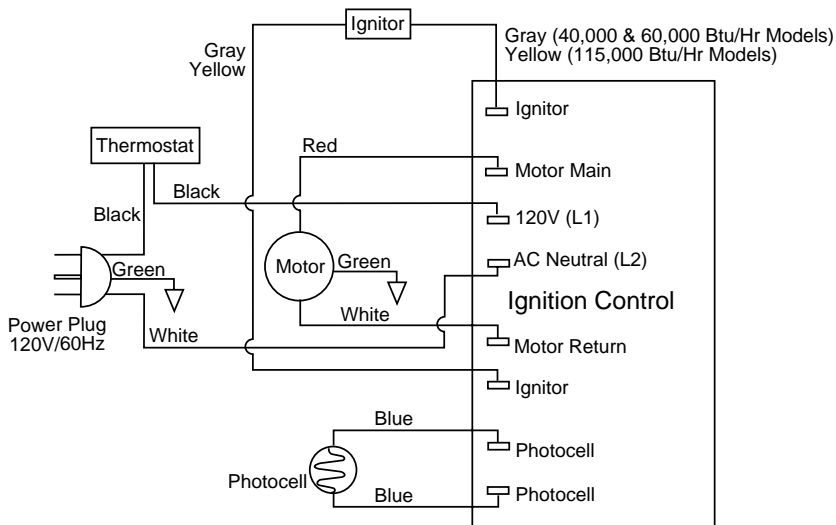 Ignitor
Gray
Yellow
Gray (40,000 & 60,000 Btu/Hr Models)
Yellow (115,000 Btu/Hr Models)
Ignitor
Thermostat
Red
Motor Main
Black
Black
120V (L1)
AC Neutral (L2)
Green
Motor
Green
Ignition Control
Power Plug
120V/60Hz
White
White
Motor Return
Ignitor
Blue
Photocell
Photocell
Blue
Photocell